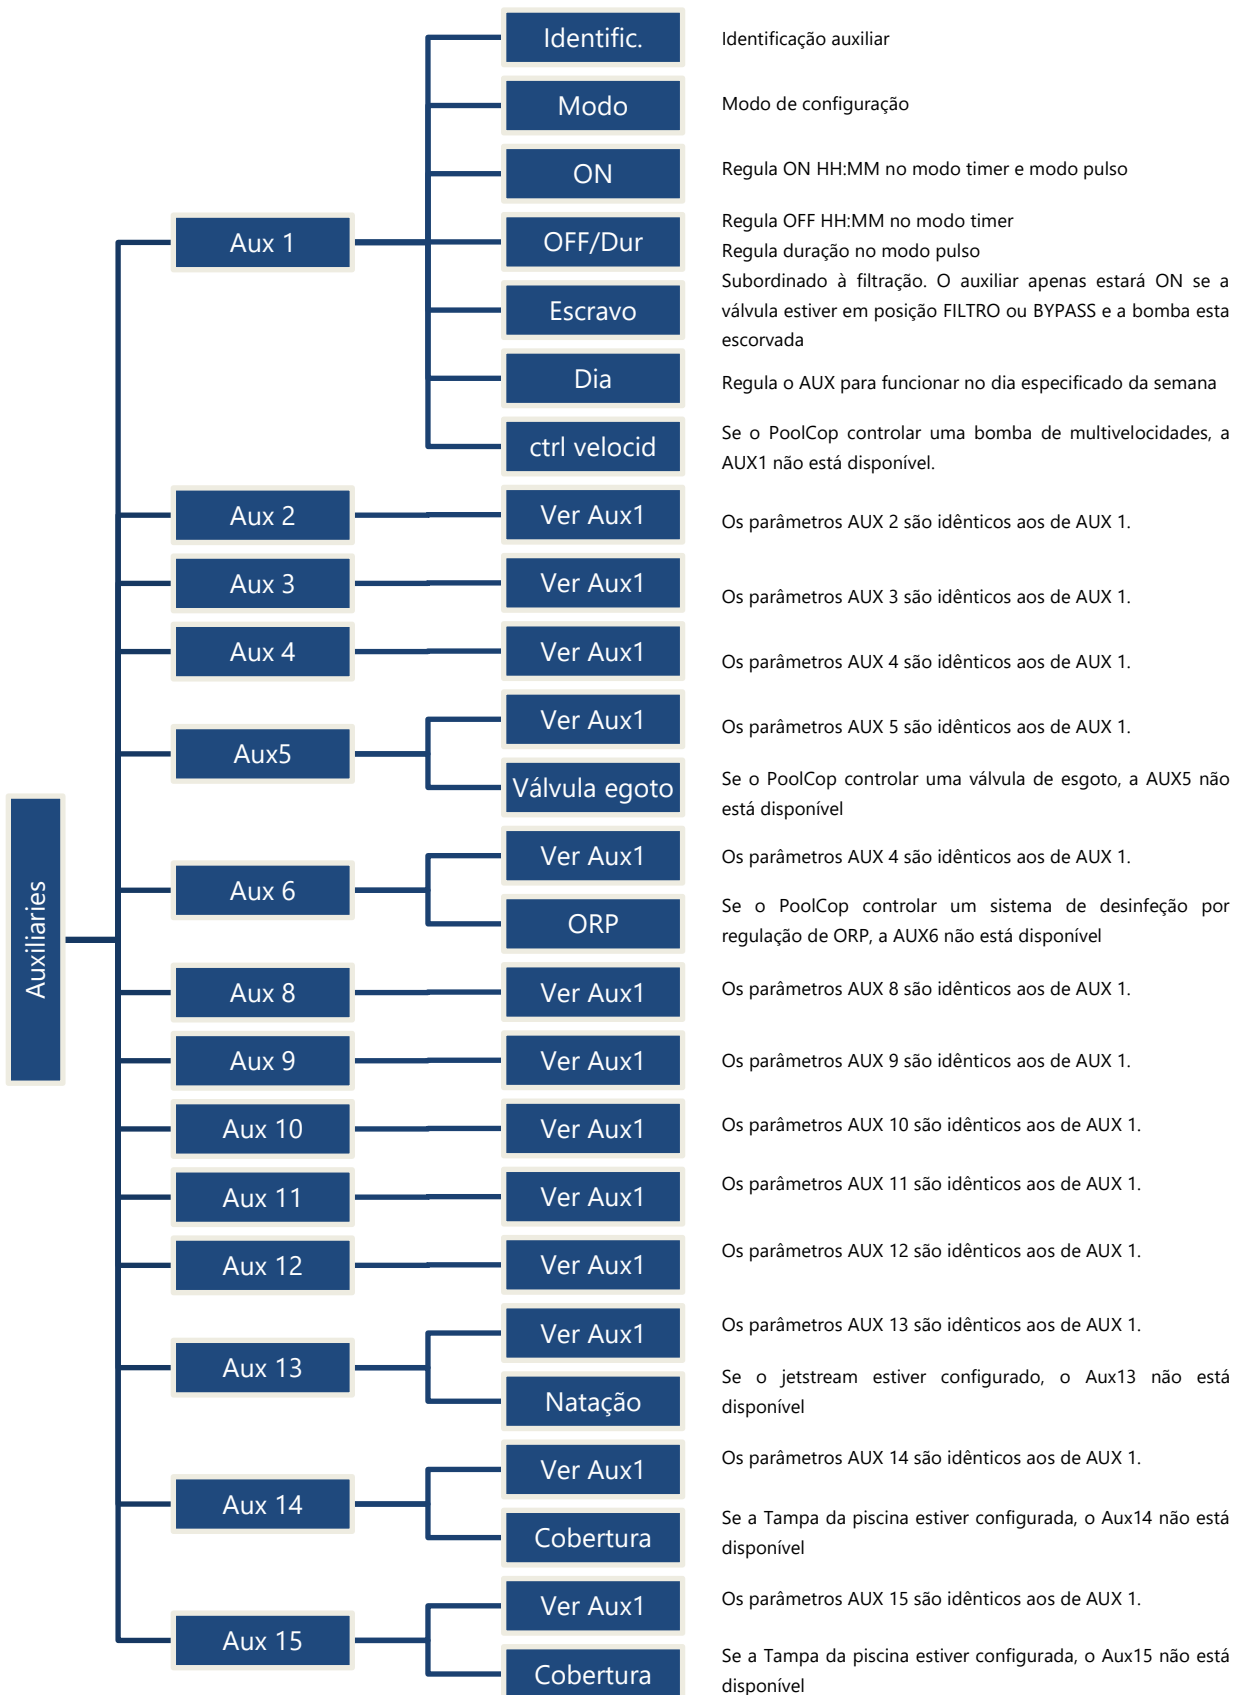 Auxiliaries
Aux 1
Identific.
Identificação auxiliar
Modo
Modo de configuração
ON
Regula ON HH:MM no modo timer e modo pulso
OFF/Dur
Regula OFF HH:MM no modo timer
Regula duração no modo pulso
Escravo
Subordinado à filtração. O auxiliar apenas estará ON se a
válvula estiver em posição FILTRO ou BYPASS e a bomba esta
escorvada
Dia
Regula o AUX para funcionar no dia especificado da semana
ctrl velocid
Se o PoolCop controlar uma bomba de multivelocidades, a
AUX1 não está disponível.
Aux 2
Ver Aux1
Os parâmetros AUX 2 são idênticos aos de AUX 1.
Aux 3
Ver Aux1
Os parâmetros AUX 3 são idênticos aos de AUX 1.
Aux 4
Ver Aux1
Os parâmetros AUX 4 são idênticos aos de AUX 1.
Aux5
Ver Aux1
Os parâmetros AUX 5 são idênticos aos de AUX 1.
Válvula egoto
Se o PoolCop controlar uma válvula de esgoto, a AUX5 não
está disponível
Aux 6
Ver Aux1
Os parâmetros AUX 4 são idênticos aos de AUX 1.
ORP
Se o PoolCop controlar um sistema de desinfeção por
regulação de ORP, a AUX6 não está disponível
Aux 8
Ver Aux1
Os parâmetros AUX 8 são idênticos aos de AUX 1.
Aux 9
Ver Aux1
Os parâmetros AUX 9 são idênticos aos de AUX 1.
Aux 10
Ver Aux1
Os parâmetros AUX 10 são idênticos aos de AUX 1.
Aux 11
Ver Aux1
Os parâmetros AUX 11 são idênticos aos de AUX 1.
Aux 12
Ver Aux1
Os parâmetros AUX 12 são idênticos aos de AUX 1.
Aux 13
Ver Aux1
Os parâmetros AUX 13 são idênticos aos de AUX 1.
Natação
Se o jetstream estiver configurado, o Aux13 não está
disponível
Aux 14
Ver Aux1
Os parâmetros AUX 14 são idênticos aos de AUX 1.
Cobertura
Se a Tampa da piscina estiver configurada, o Aux14 não está
disponível
Aux 15
Ver Aux1
Os parâmetros AUX 15 são idênticos aos de AUX 1.
Cobertura
Se a Tampa da piscina estiver configurada, o Aux15 não está
disponível